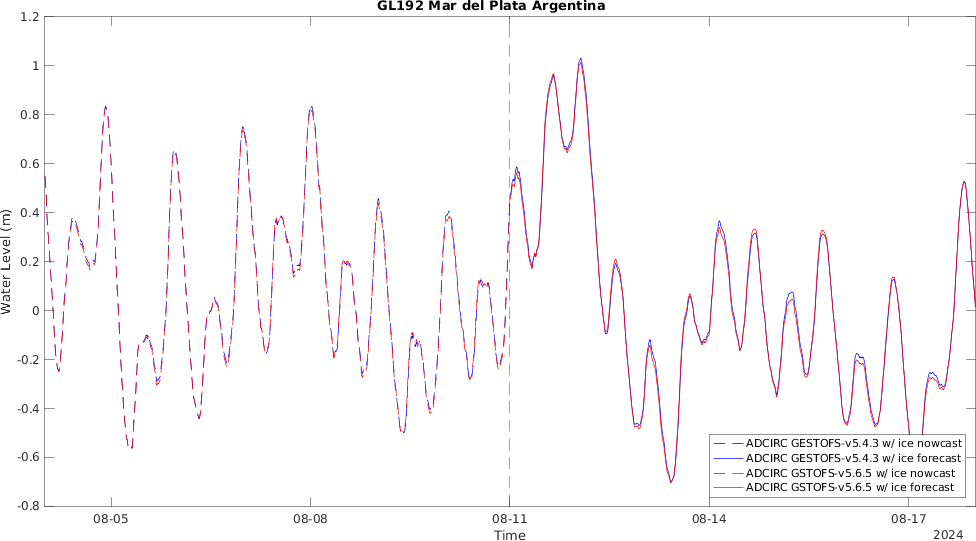 GL192 Mar del Plata Argentina
1.2
1
0.8
0.6
0.4
0.2
0
-0.2
-0.4
-0.6
-0.8
Water Level (m)
ADCIRC GESTOFS-v5.4.3 w/ ice nowcast
ADCIRC GESTOFS-v5.4.3 w/ ice forecast
ADCIRC GSTOFS-v5.6.5 w/ ice nowcast
ADCIRC GSTOFS-v5.6.5 w/ ice forecast
08-05
08-08
08-11
08-14
08-17
Time
2024